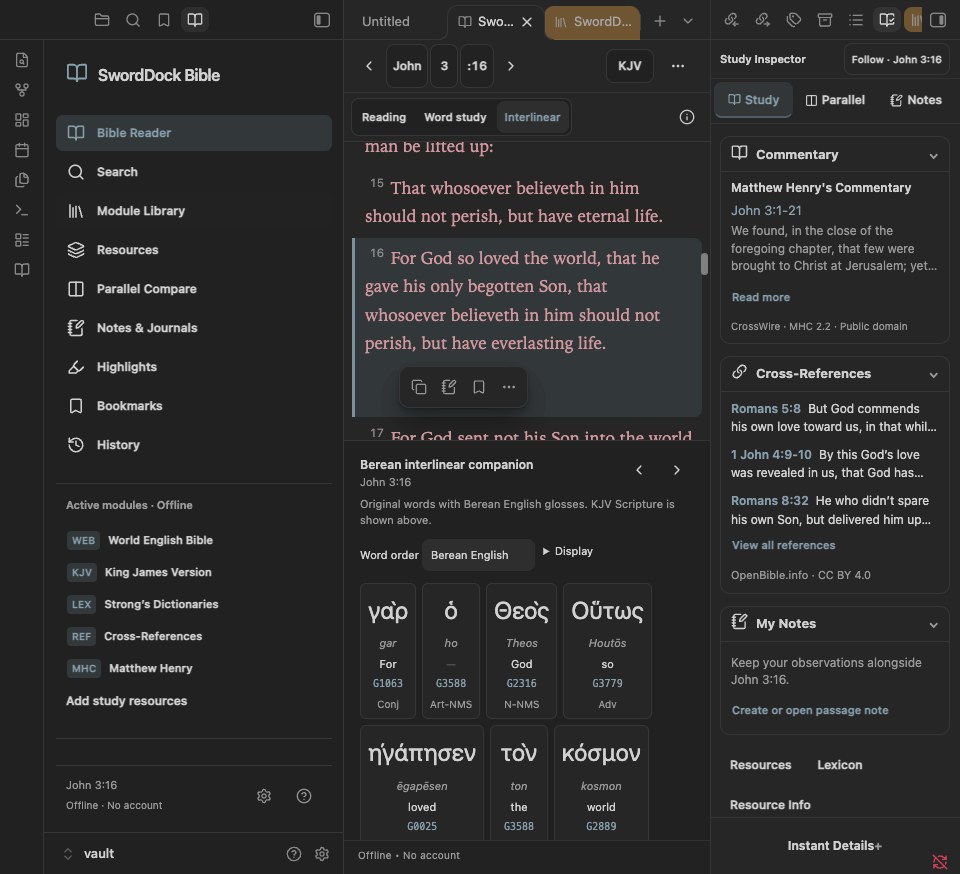 Untitled
Swo...
SwordD...
SwordDock Bible
Bible Reader
Search
Module Library
Resources
Parallel Compare
Notes & Journals
Highlights
Bookmarks
History
Active modules · Offline
WEB World English Bible
KJV King James Version
LEX Strong’s Dictionaries
REF Cross-References
MHC Matthew Henry
Add study resources
John 3:16
Offline · No account
vault
John 3 :16
KJV
Reading Word study Interlinear
man be lifted up:
15 That whosoever believeth in him
should not perish, but have eternal life.
16 For God so loved the world, that he
gave his only begotten Son, that
whosoever believeth in him should not
perish, but have everlasting life.
17 For God sent not his Son into the world
Berean interlinear companion
John 3:16
Original words with Berean English glosses. KJV Scripture is
shown above.
Word order Berean English Display
γὰρ ὁ Θεὸς Οὕτως
gar ho Theos Houtōs
For — God so
G1063 G3588 G2316 G3779
Conj Art-NMS N-NMS Adv
ἠγάπησεν τὸν κόσμον
ēgapēsen ton kosmon
loved the world
G0025 G3588 G2889
Offline • No account
Study Inspector
Follow · John 3:16
Study Parallel Notes
Commentary
Matthew Henry's Commentary
John 3:1-21
We found, in the close of the
foregoing chapter, that few were
brought to Christ at Jerusalem; yet...
Read more
CrossWire · MHC 2.2 · Public domain
Cross-References
Romans 5:8 But God commends
his own love toward us, in that whil...
1 John 4:9-10 By this God’s love
was revealed in us, that God has...
Romans 8:32 He who didn’t spare
his own Son, but delivered him up...
View all references
OpenBible.info · CC BY 4.0
My Notes
Keep your observations alongside
John 3:16.
Create or open passage note
Resources Lexicon
Resource Info
Instant Details+